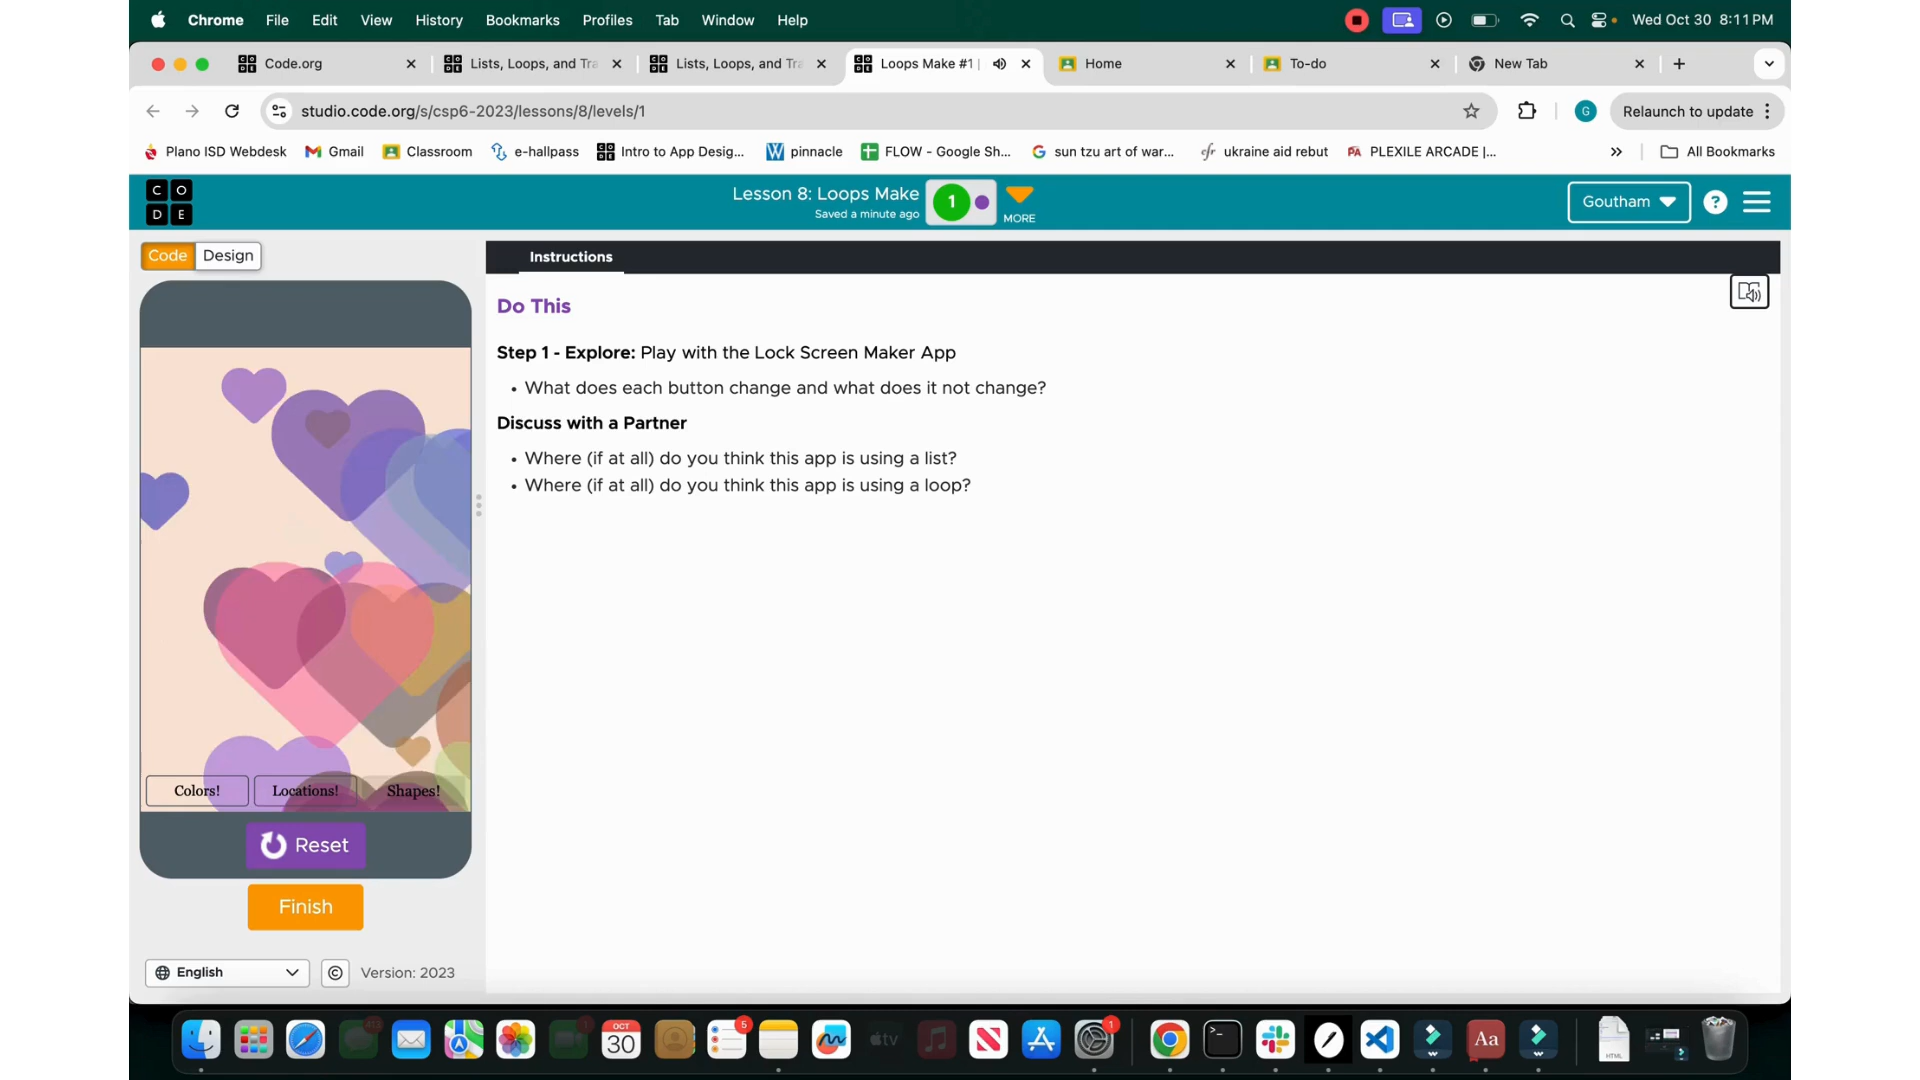 Chrome File Edit View History Bookmarks Profiles Tab Window Help Wed Oct 30 8:11 PM
Code.org Lists, Loops, and Tra Lists, Loops, and Tra Loops Make #1 | Home To-do New Tab
studio.code.org/s/csp6-2023/lessons/8/levels/1 G Relaunch to update
Plano ISD Webdesk Gmail Classroom e-hallpass Intro to App Desig... pinnacle FLOW - Google Sh... sun tzu art of war... ukraine aid rebut PLEXILE ARCADE |... All Bookmarks
C O
D E
Lesson 8: Loops Make
Saved a minute ago
1
MORE
Goutham
?
Code Design
Instructions
Do This
Step 1 - Explore: Play with the Lock Screen Maker App
• What does each button change and what does it not change?
Discuss with a Partner
• Where (if at all) do you think this app is using a list?
• Where (if at all) do you think this app is using a loop?
Colors! Locations! Shapes!
Reset
Finish
English © Version: 2023
OCT
30
5
tv
1
Aa
HTML